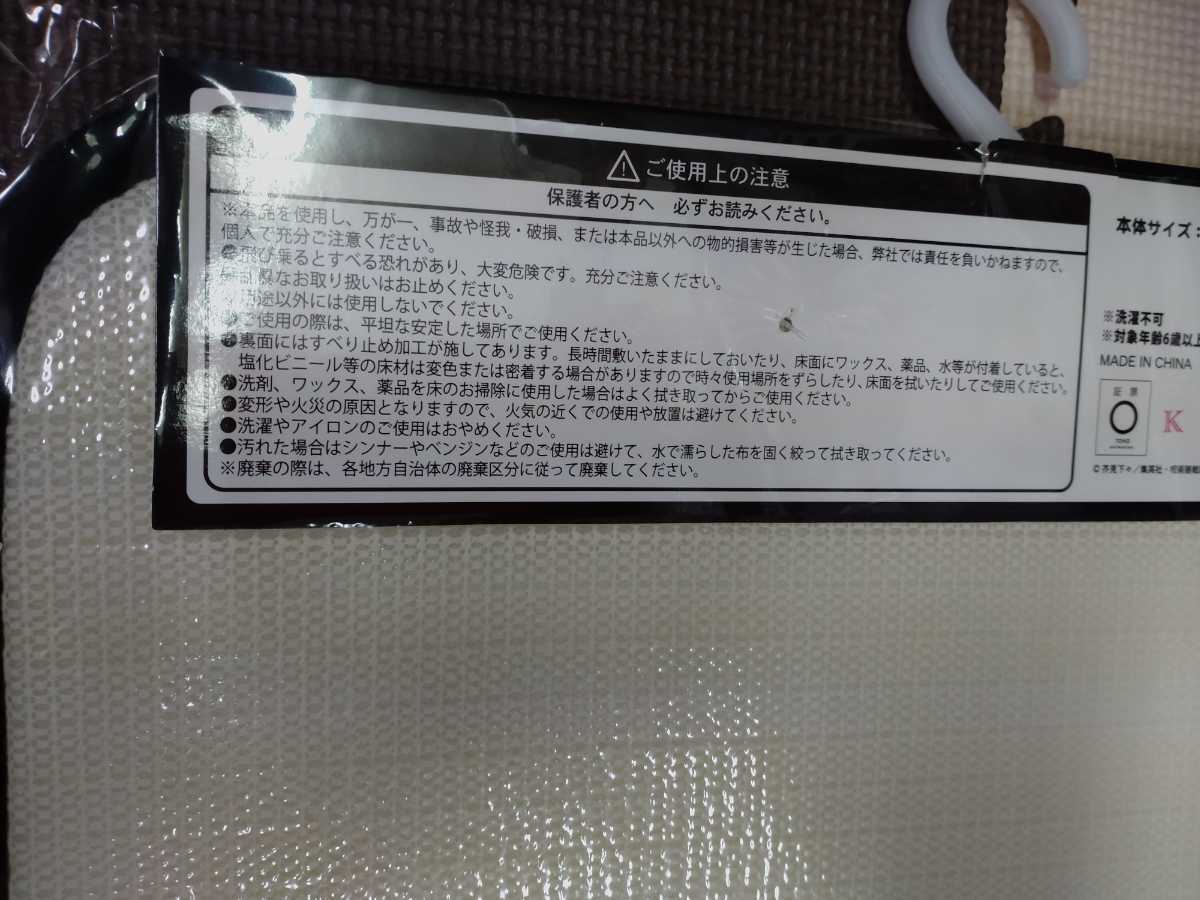 ⚠ご使用上の注意
保護者の方へ 必ずお読みください。
※本品を使用し、万が一、事故や怪我・破損、または本品以外への物的損害等が生じた場合、弊社では責任を負いかねますので、
個人で充分ご注意ください。
●飛び乗るとすべる恐れがあり、大変危険です。充分ご注意ください。
●乱暴なお取り扱いはお止めください。
●用途以外には使用しないでください。
●ご使用の際は、平坦な安定した場所でご使用ください。
●裏面にはすべり止め加工が施してあります。長時間敷いたままにしておいたり、床面にワックス、薬品、水等が付着していると、
塩化ビニール等の床材は変色または密着する場合がありますので時々使用場所をずらしたり、床面を拭いたりしてご使用ください。
●洗剤、ワックス、薬品を床のお掃除に使用した場合はよく拭き取ってからご使用ください。
●変形や火災の原因となりますので、火気の近くでの使用や放置は避けてください。
●洗濯やアイロンのご使用はおやめください。
●汚れた場合はシンナーやベンジンなどのご使用は避けて、水で濡らした布を固く絞って拭き取ってください。
※廃棄の際は、各地方自治体の廃棄区分に従って廃棄してください。
本体サイズ：
※洗濯不可
※対象年齢6歳以上
MADE IN CHINA
証票
TOHO
K
©芥見下々／集英社・呪術廻戦